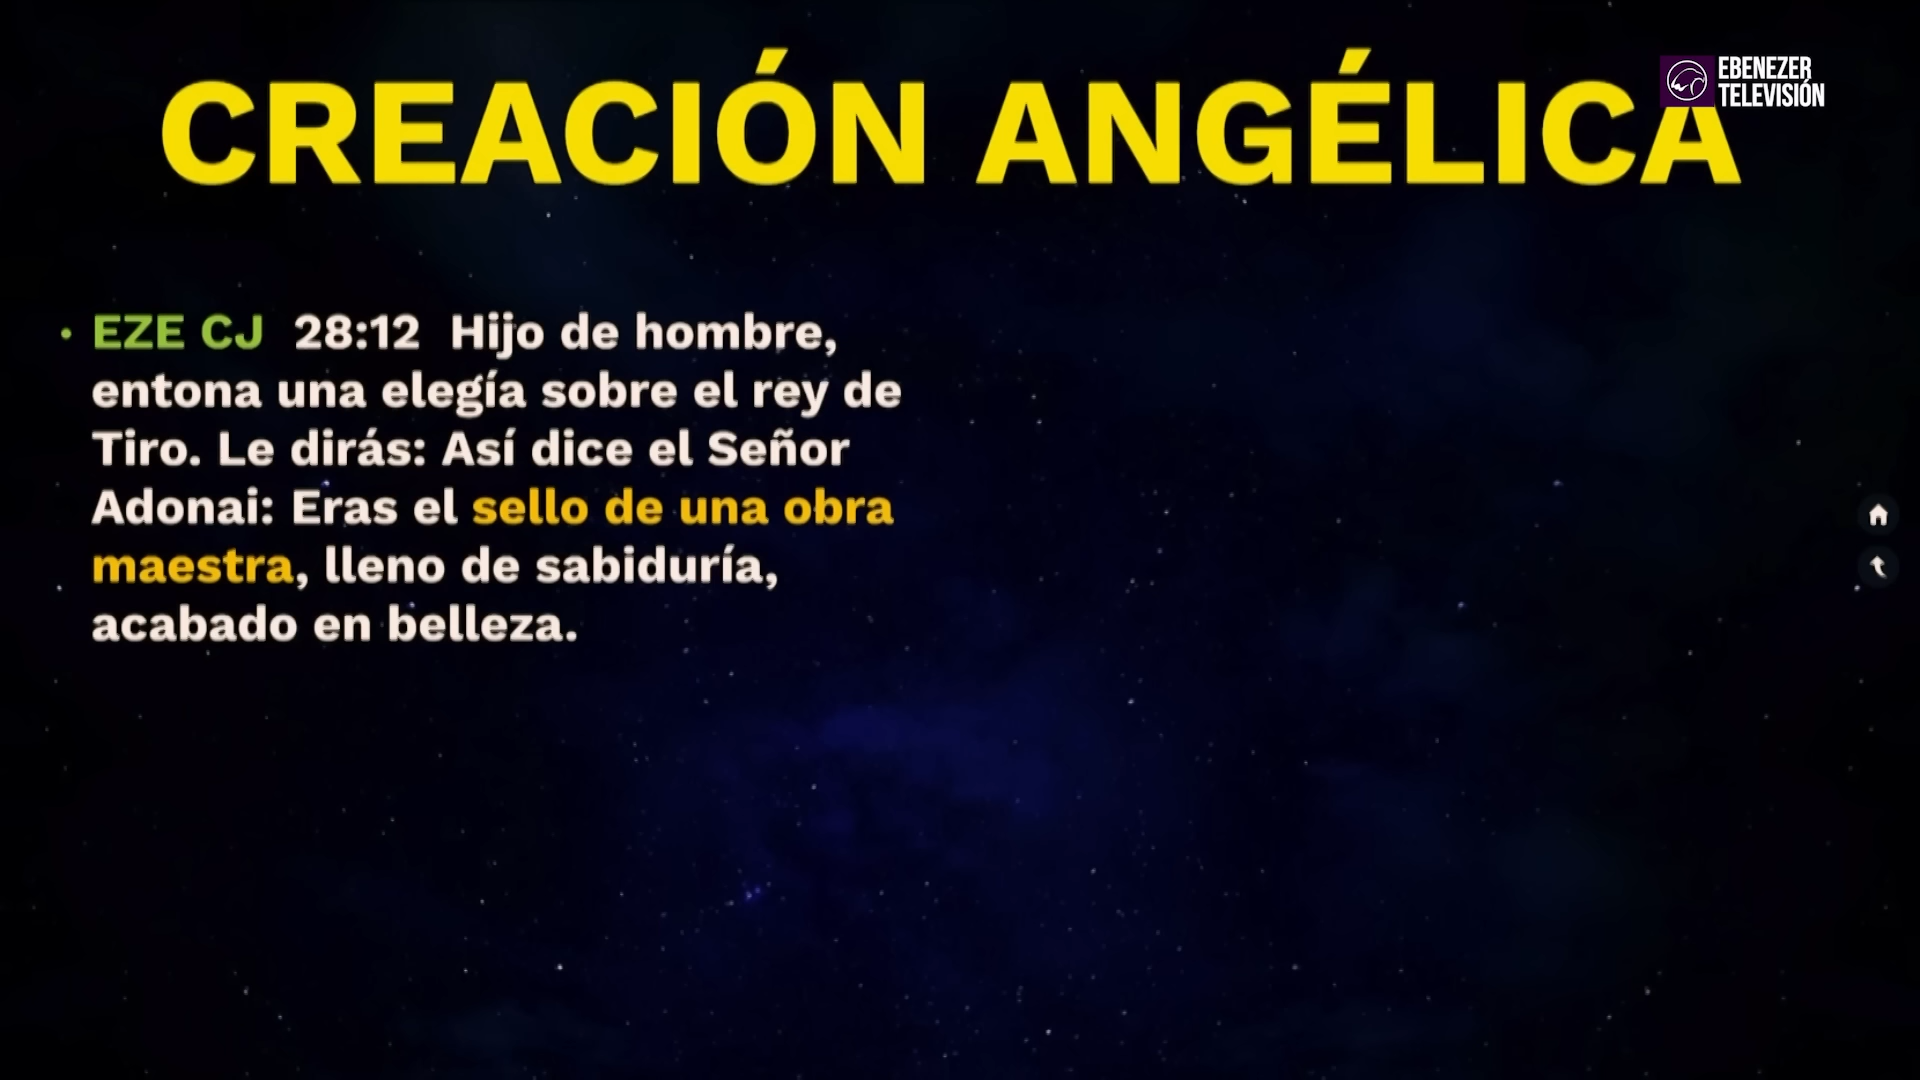 CREACIÓN ANGÉLICA
EBENEZER
TELEVISIÓN
• EZE CJ 28:12 Hijo de hombre,
entona una elegía sobre el rey de
Tiro. Le dirás: Así dice el Señor
Adonai: Eras el sello de una obra
maestra, lleno de sabiduría,
acabado en belleza.